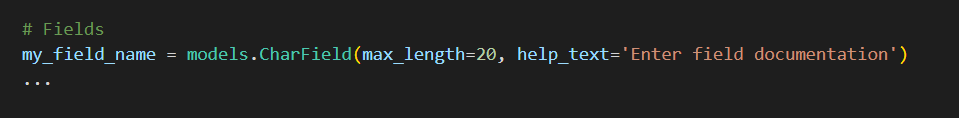 # Fields
my_field_name = models.CharField(max_length=20, help_text='Enter field documentation')
...